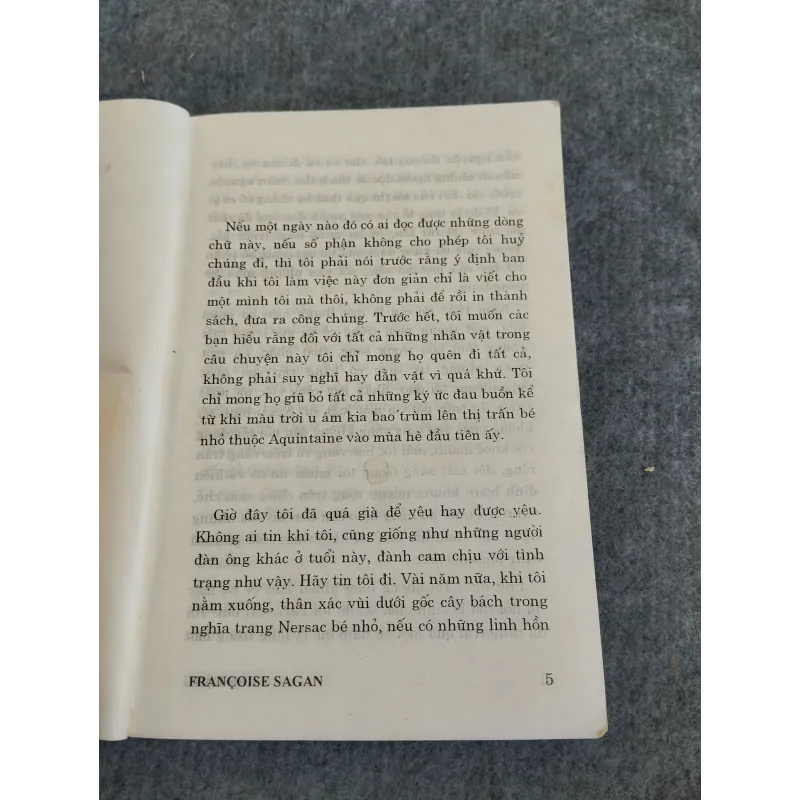 Nếu một ngày nào đó có ai đọc được những dòng
chữ này, nếu số phận không cho phép tôi huỷ
chúng đi, thì tôi phải nói trước rằng ý định ban
đầu khi tôi làm việc này đơn giản chỉ là viết cho
một mình tôi mà thôi, không phải để rồi in thành
sách, đưa ra công chúng. Trước hết, tôi muốn các
bạn hiểu rằng đối với tất cả những nhân vật trong
câu chuyện này tôi chỉ mong họ quên đi tất cả,
không phải suy nghĩ hay dằn vặt vì quá khứ. Tôi
chỉ mong họ giũ bỏ tất cả những ký ức đau buồn kể
từ khi màu trời u ám kia bao trùm lên thị trấn bé
nhỏ thuộc Aquintaine vào mùa hè đầu tiên ấy.
Giờ đây tôi đã quá già để yêu hay được yêu.
Không ai tin khi tôi, cũng giống như những người
đàn ông khác ở tuổi này, đành cam chịu với tình
trạng như vậy. Hãy tin tôi đi. Vài năm nữa, khi tôi
nằm xuống, thân xác vùi dưới gốc cây bách trong
nghĩa trang Nersac bé nhỏ, nếu có những linh hồn
FRANÇOISE SAGAN 5